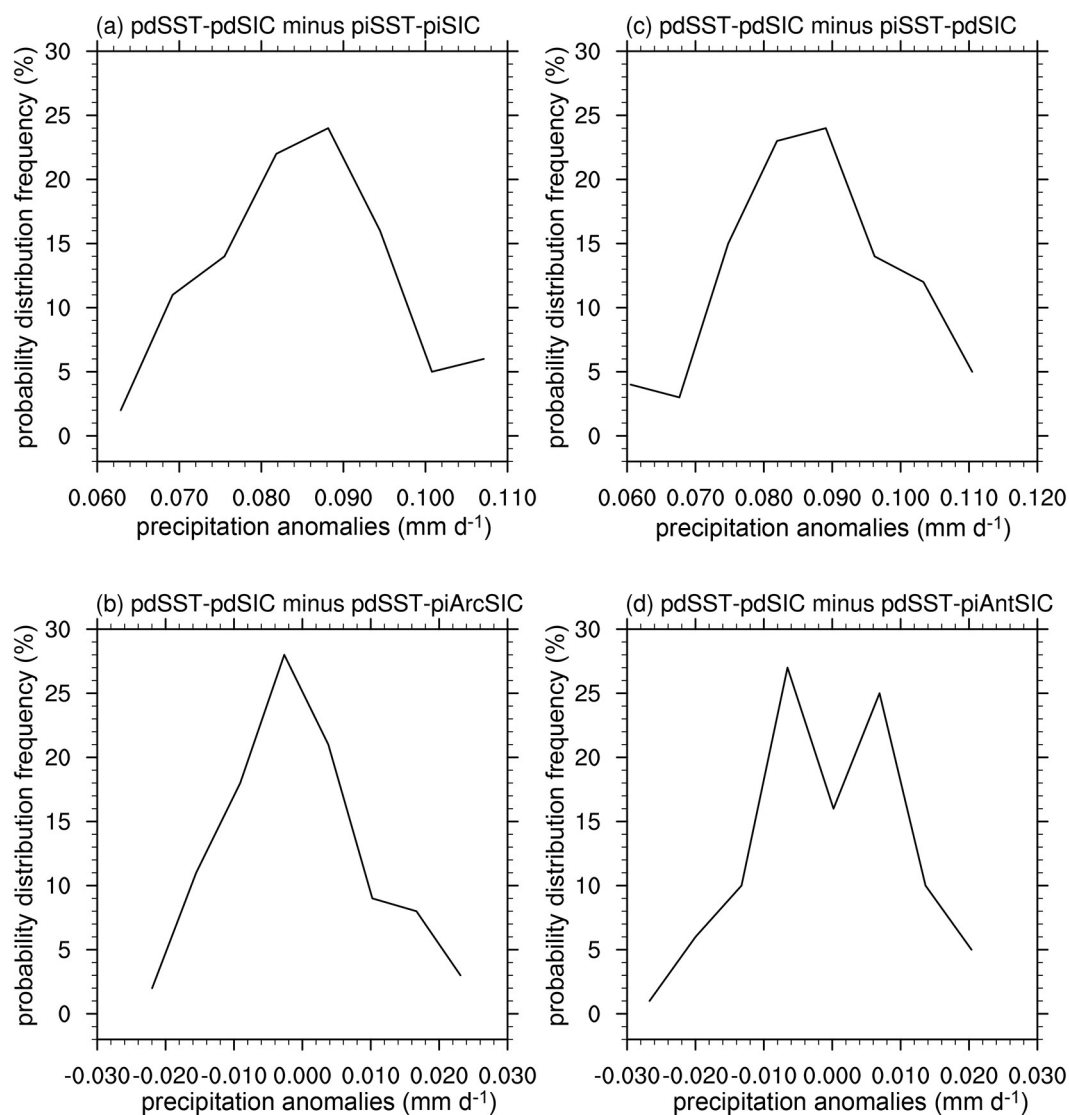 (a) pdSST-pdSIC minus piSST-piSIC
probability distribution frequency (%)
30
25
20
15
10
5
0
0.060 0.070 0.080 0.090 0.100 0.110
precipitation anomalies (mm d-1)
(c) pdSST-pdSIC minus piSST-pdSIC
probability distribution frequency (%)
30
25
20
15
10
5
0
0.060 0.070 0.080 0.090 0.100 0.110 0.120
precipitation anomalies (mm d-1)
(b) pdSST-pdSIC minus pdSST-piArcSIC
probability distribution frequency (%)
30
25
20
15
10
5
0
-0.030 -0.020 -0.010 0.000 0.010 0.020 0.030
precipitation anomalies (mm d-1)
(d) pdSST-pdSIC minus pdSST-piAntSIC
probability distribution frequency (%)
30
25
20
15
10
5
0
-0.030 -0.020 -0.010 0.000 0.010 0.020 0.030
precipitation anomalies (mm d-1)